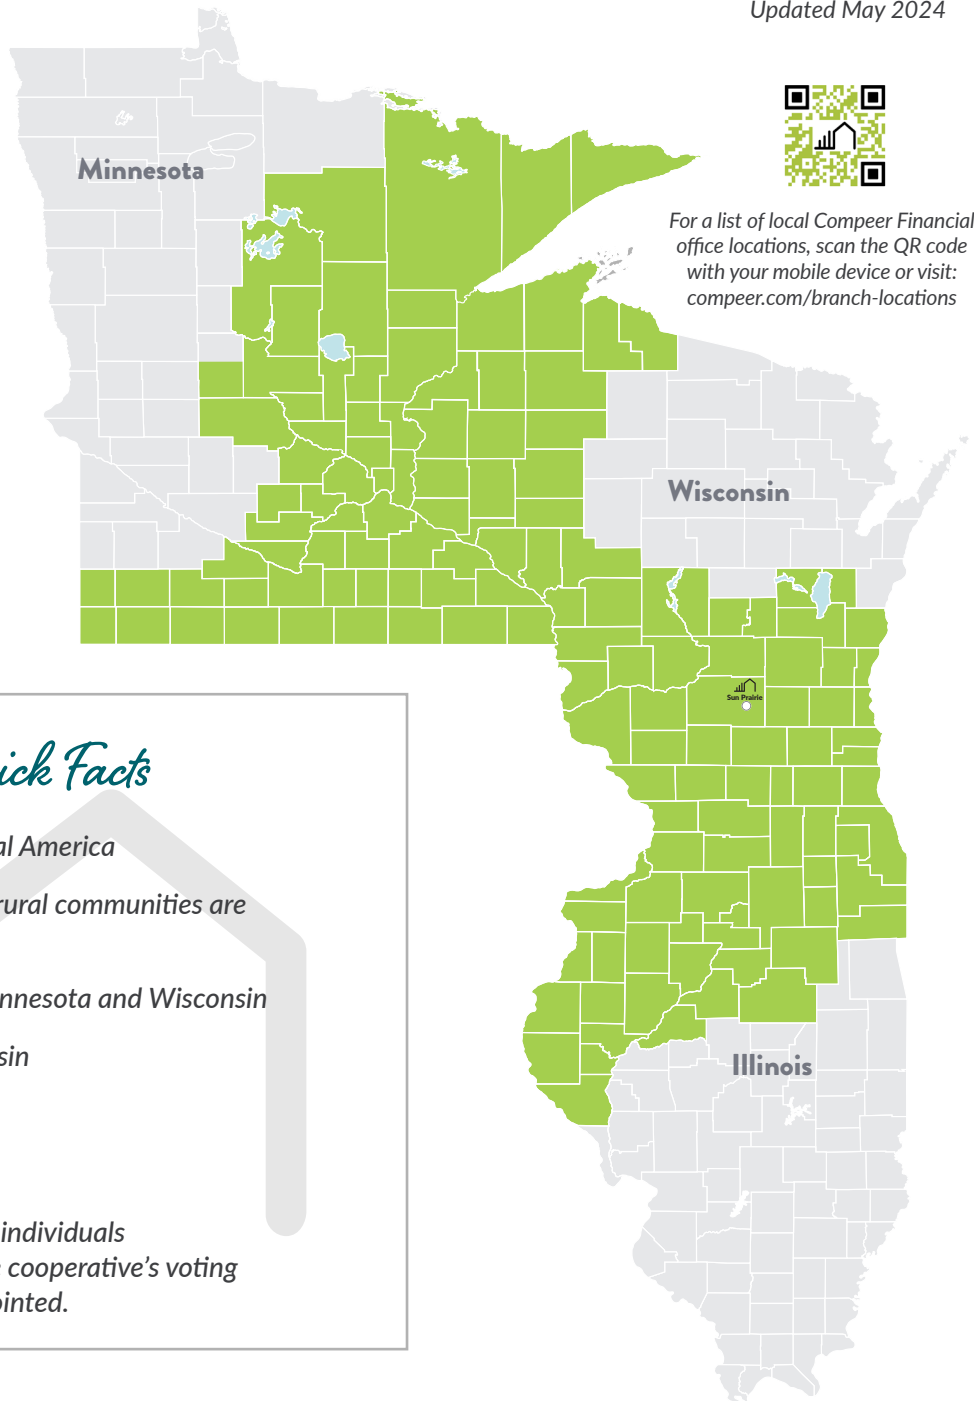 Updated May 2024
For a list of local Compeer Financial
office locations, scan the QR code
with your mobile device or visit:
compeer.com/branch-locations
Minnesota
Wisconsin
Sun Prairie
Illinois
ick Facts
al America
rural communities are
nnesota and Wisconsin
sin
individuals
cooperative’s voting
ointed.